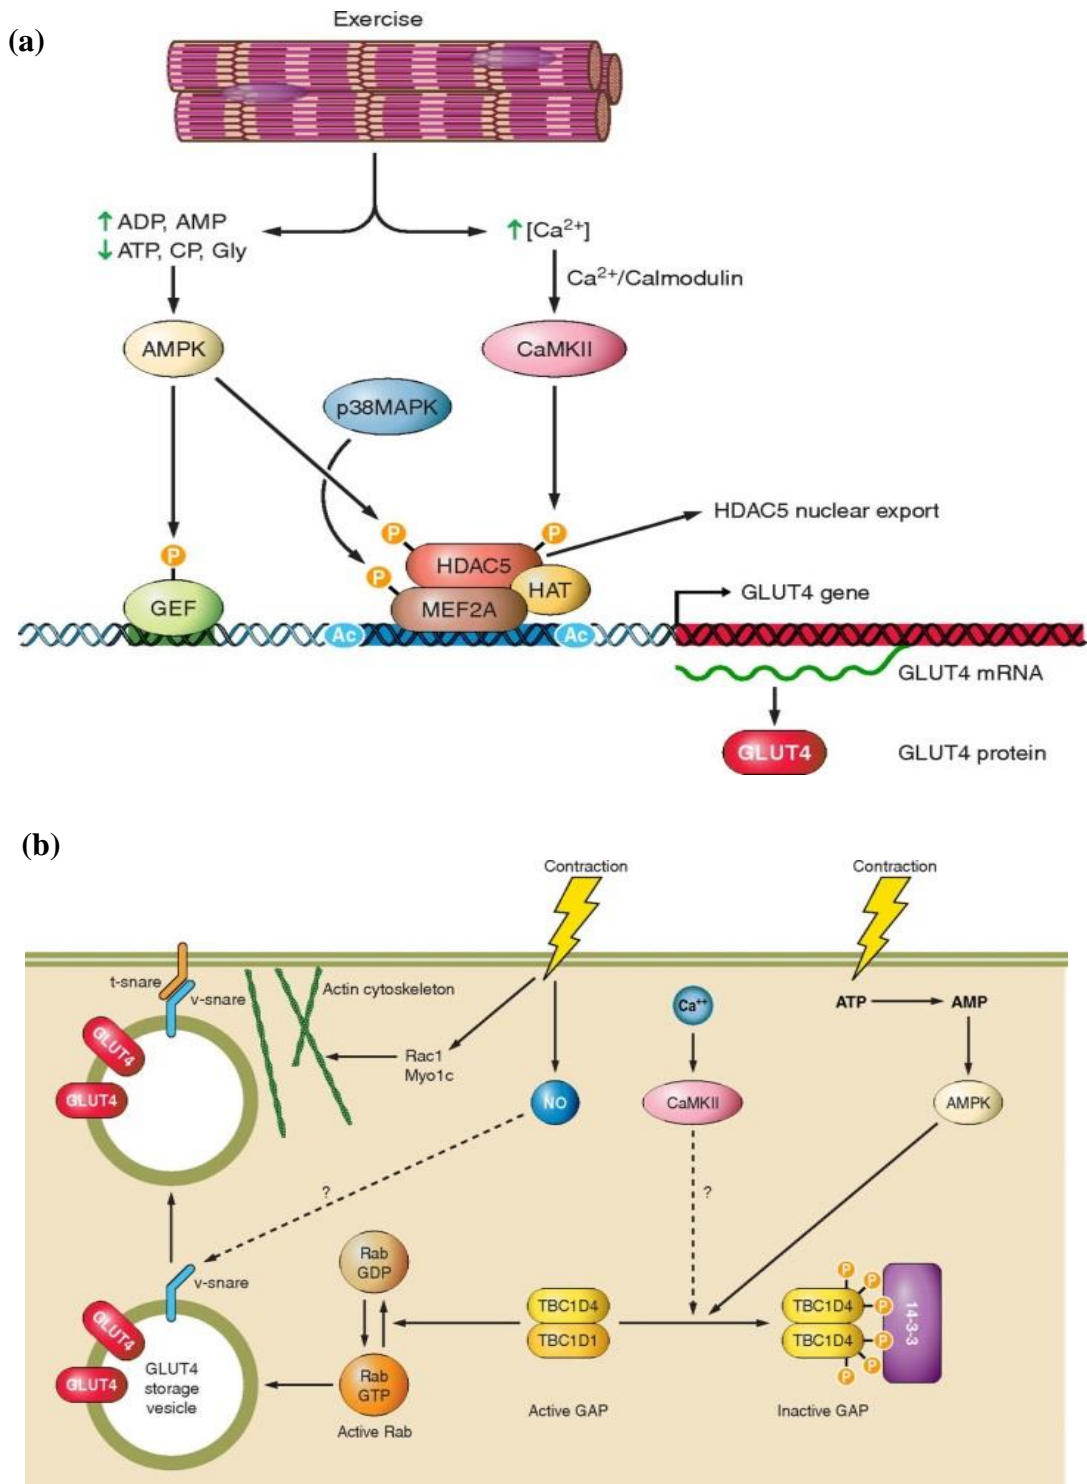 (a)
Exercise
↑ ADP, AMP
↓ ATP, CP, Gly
↑ [Ca²⁺]
Ca²⁺/Calmodulin
AMPK
CaMKII
p38MAPK
P
P
P
P
HDAC5 nuclear export
HDAC5
HAT
GEF
MEF2A
GLUT4 gene
Ac
Ac
GLUT4 mRNA
GLUT4
GLUT4 protein
(b)
Contraction
Contraction
t-snare
v-snare
Actin cytoskeleton
Ca⁺⁺
ATP
AMP
GLUT4
GLUT4
Rac1
Myo1c
NO
CaMKII
AMPK
?
?
v-snare
Rab
GDP
GLUT4
GLUT4
GLUT4
storage
vesicle
Rab
GTP
Active Rab
TBC1D4
TBC1D1
Active GAP
P
P
P
P
P
P
TBC1D4
TBC1D4
14-3-3
Inactive GAP